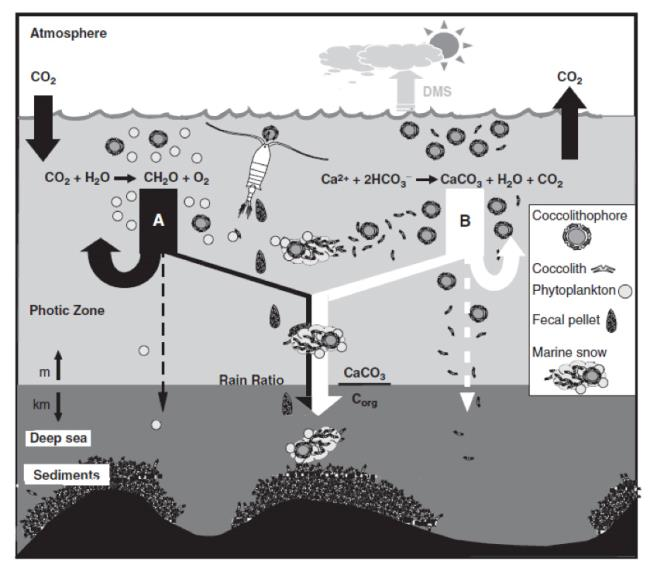 Atmosphere
CO₂
CO₂
DMS
CO₂ + H₂O → CH₂O + O₂
Ca²⁺ + 2HCO₃⁻ → CaCO₃ + H₂O + CO₂
A
B
Coccolithophore
Coccolith
Phytoplankton
Fecal pellet
Marine snow
Photic Zone
m
km
Rain Ratio
CaCO₃
C org
Deep sea
Sediments